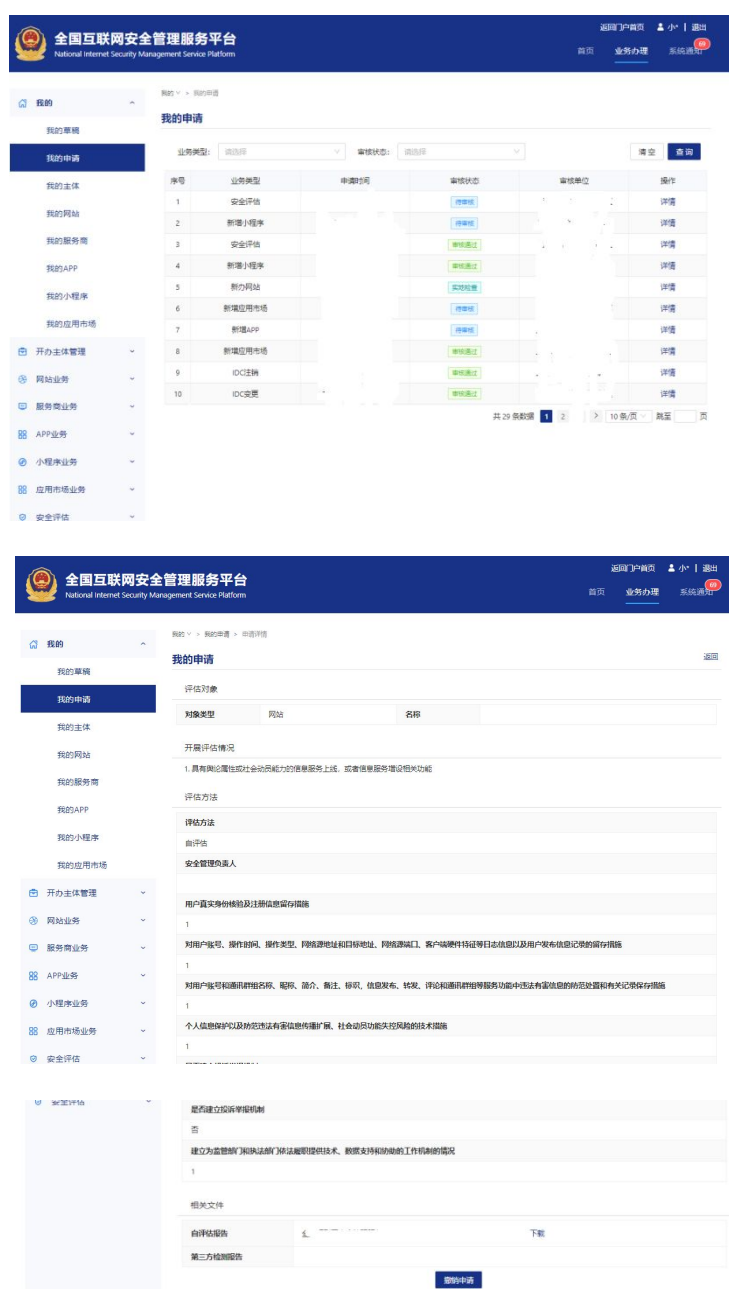 返回门户首页 小* | 退出
全国互联网安全管理服务平台
National Internet Security Management Service Platform
首页 业务办理 系统通知 69
我的
我的草稿
我的申请
我的主体
我的网站
我的服务商
我的APP
我的小程序
我的应用市场
开办主体管理
网站业务
服务商业务
APP业务
小程序业务
应用市场业务
安全评估
我的 > 我的申请
我的申请
业务类型: 请选择 审核状态: 请选择 清空 查询
序号 业务类型 申请时间 审核状态 审核单位 操作
1 安全评估 待审核 详情
2 新增小程序 待审核 详情
3 安全评估 审核通过 详情
4 新增小程序 审核通过 详情
5 新办网站 实地检查 详情
6 新增应用市场 待审核 详情
7 新增APP 待审核 详情
8 新增应用市场 审核通过 详情
9 IDC注销 审核通过 详情
10 IDC变更 审核通过 详情
共 29 条数据 1 2 > 10 条/页 跳至 页
返回门户首页 小* | 退出
全国互联网安全管理服务平台
National Internet Security Management Service Platform
首页 业务办理 系统通知 69
我的
我的草稿
我的申请
我的主体
我的网站
我的服务商
我的APP
我的小程序
我的应用市场
开办主体管理
网站业务
服务商业务
APP业务
小程序业务
应用市场业务
安全评估
我的 > 我的申请 > 申请详情
我的申请 返回
评估对象
对象类型 网站 名称
开展评估情况
1. 具有舆论属性或社会动员能力的信息服务上线，或者信息服务增设相关功能
评估方法
评估方法
自评估
安全管理负责人
用户真实身份核验及注册信息留存措施
1
对用户账号、操作时间、操作类型、网络源地址和目标地址、网络源端口、客户端硬件特征等日志信息以及用户发布信息记录的留存措施
1
对用户账号和通讯群组名称、昵称、简介、备注、标识、信息发布、转发、评论和通讯群组等服务功能中违法有害信息的防范处置和有关记录保存措施
1
个人信息保护以及防范违法有害信息传播扩展、社会动员功能失控风险的技术措施
1
安全评估
是否建立投诉举报机制
否
建立为监管部门和执法部门依法履职提供技术、数据支持和协助的工作机制的情况
1
相关文件
自评估报告 下载
第三方检测报告
撤销申请